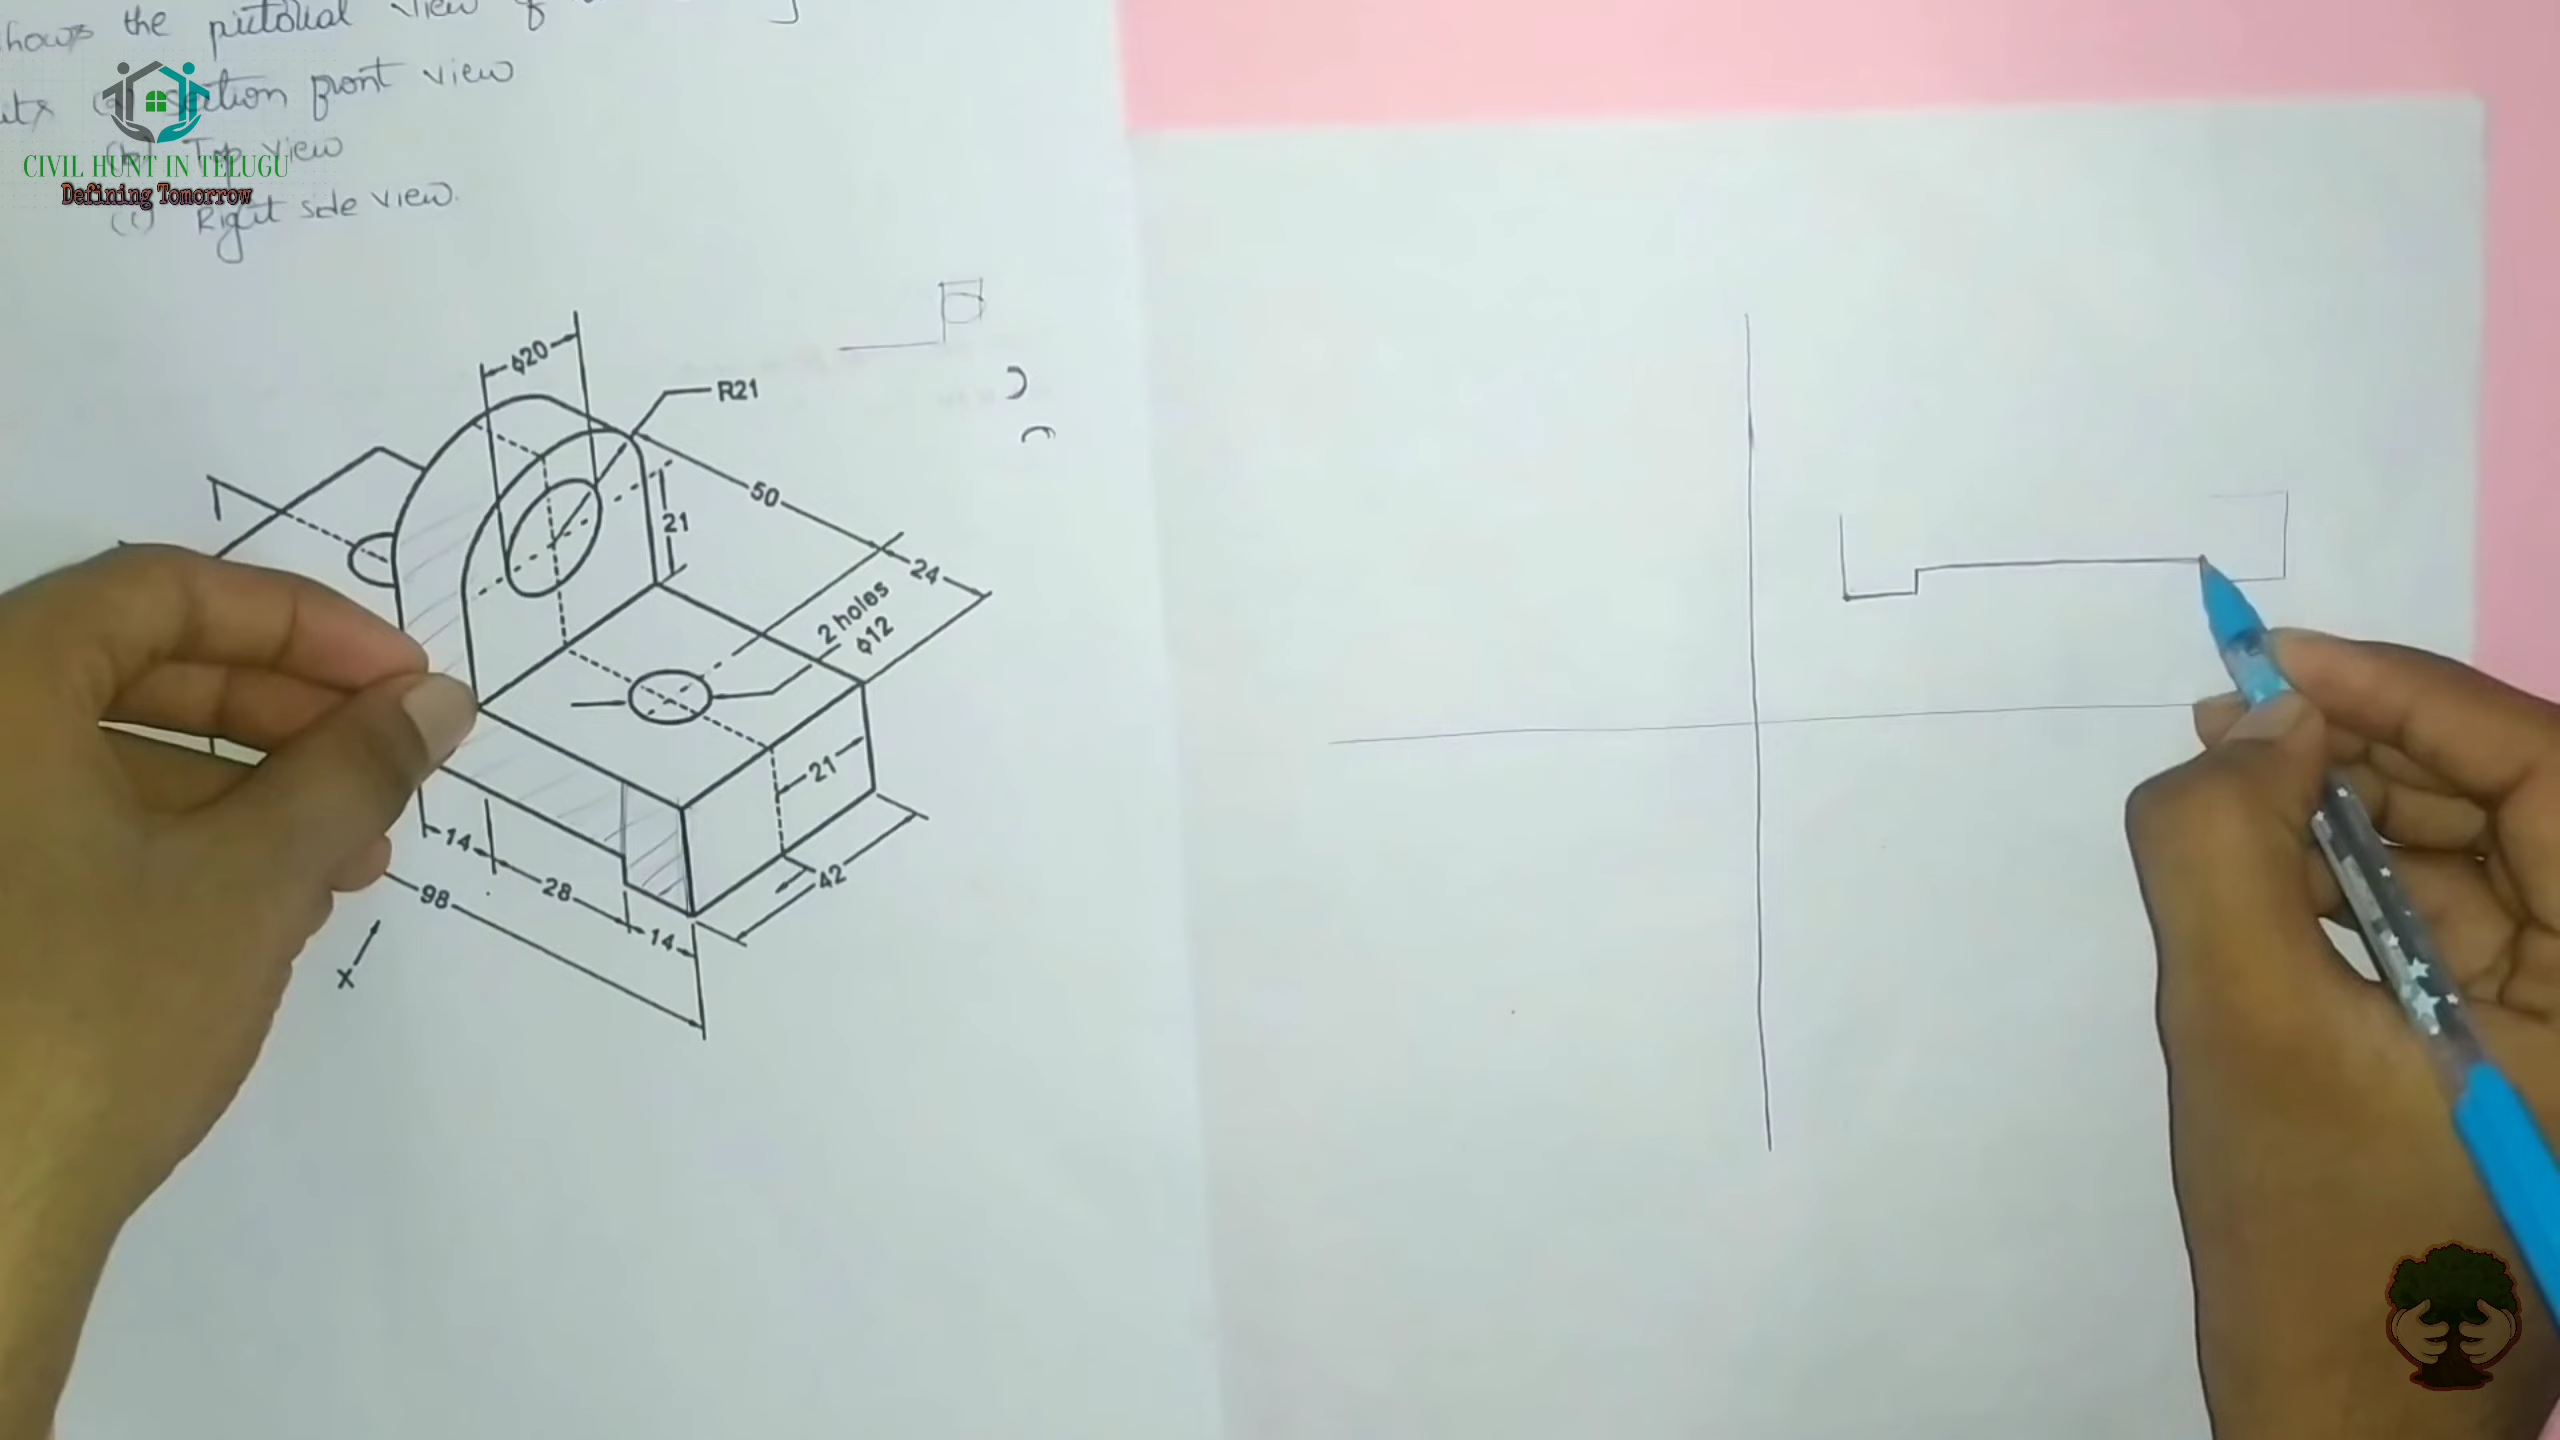 shows the pictorial view of
(a) Section front view
(b) Top view
(c) Right side view.
CIVIL HUNT IN TELUGU
Defining Tomorrow
ϕ20
R21
50
21
24
2 holes
ϕ12
21
42
14
28
14
98
X